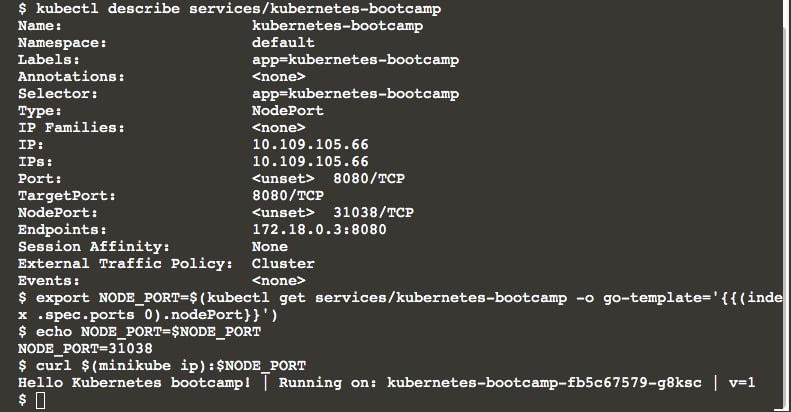 $ kubectl describe services/kubernetes-bootcamp
Name:                     kubernetes-bootcamp
Namespace:                default
Labels:                   app=kubernetes-bootcamp
Annotations:              <none>
Selector:                 app=kubernetes-bootcamp
Type:                     NodePort
IP Families:              <none>
IP:                       10.109.105.66
IPs:                      10.109.105.66
Port:                     <unset>  8080/TCP
TargetPort:               8080/TCP
NodePort:                 <unset>  31038/TCP
Endpoints:                172.18.0.3:8080
Session Affinity:         None
External Traffic Policy:  Cluster
Events:                   <none>
$ export NODE_PORT=$(kubectl get services/kubernetes-bootcamp -o go-template='{{(inde
x .spec.ports 0).nodePort}}')
$ echo NODE_PORT=$NODE_PORT
NODE_PORT=31038
$ curl $(minikube ip):$NODE_PORT
Hello Kubernetes bootcamp! | Running on: kubernetes-bootcamp-fb5c67579-g8ksc | v=1
$